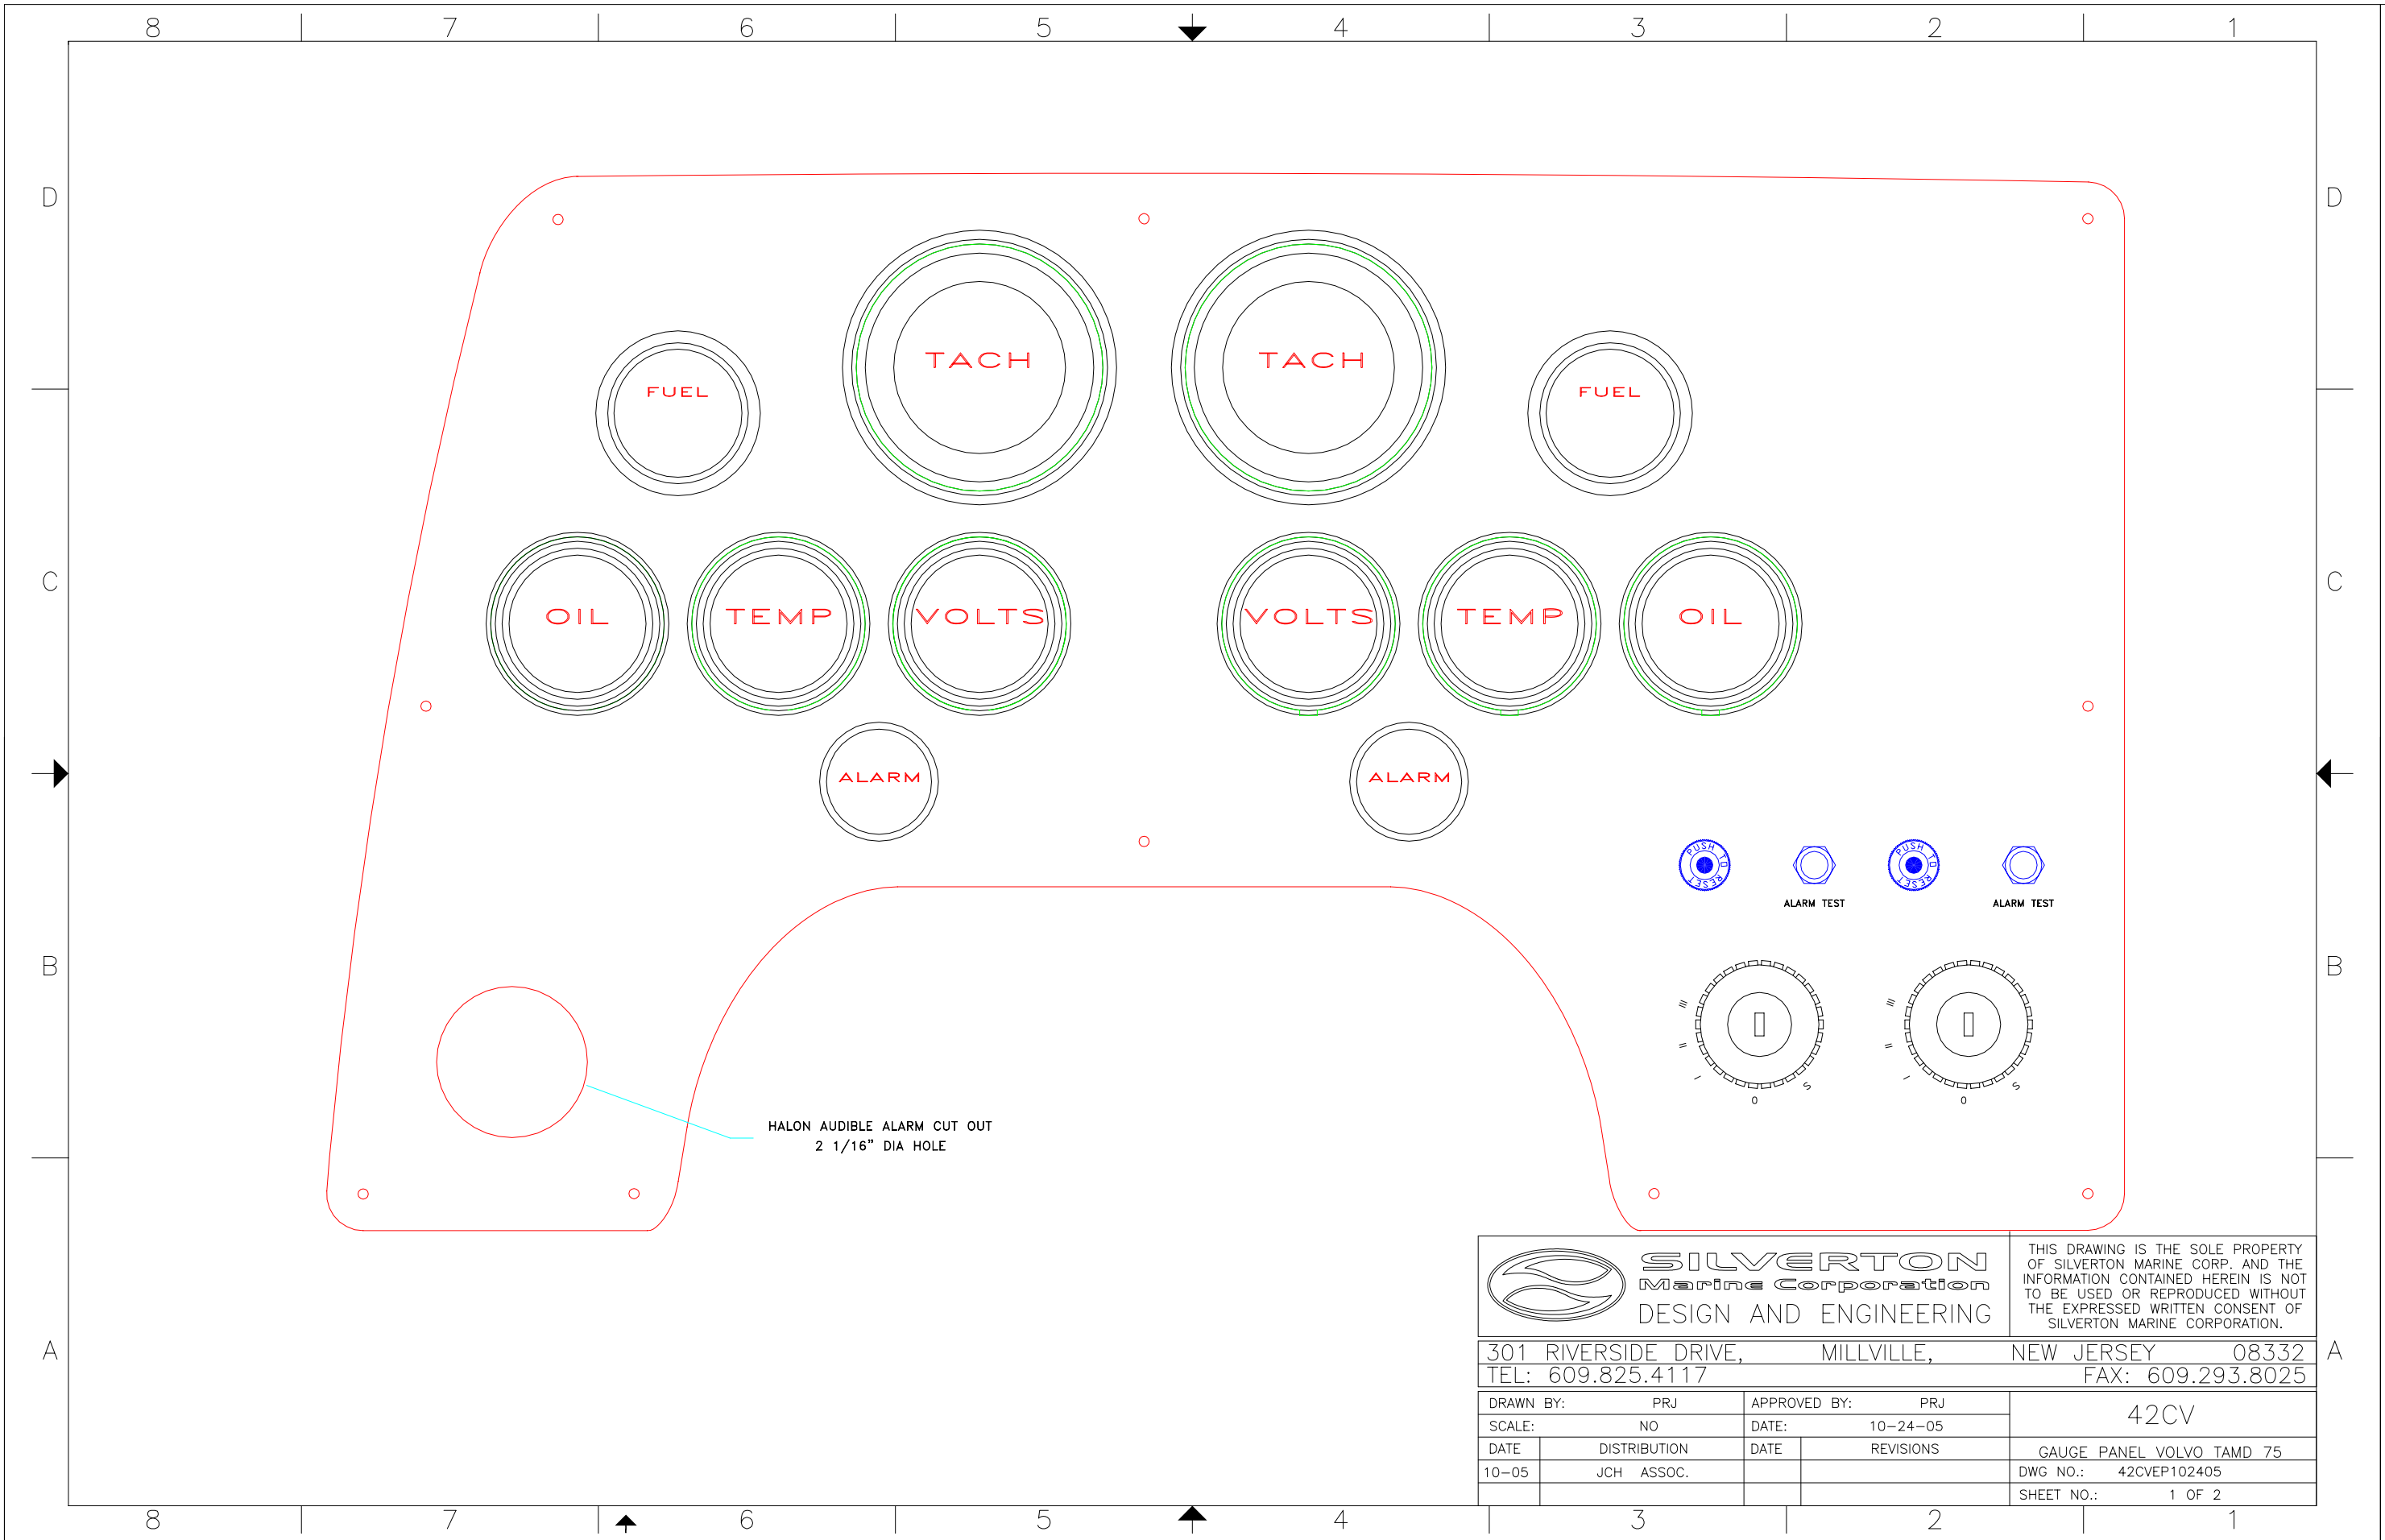 8 7 6 5 4 3 2 1
D D
TACH TACH
FUEL FUEL
C C
OIL TEMP VOLTS VOLTS TEMP OIL
ALARM ALARM
PUSH TO RESET PUSH TO RESET
ALARM TEST ALARM TEST
B B
III III
II II
I S I S
0 0
HALON AUDIBLE ALARM CUT OUT
2 1/16" DIA HOLE
SILVERTON
Marine Corporation
DESIGN AND ENGINEERING
THIS DRAWING IS THE SOLE PROPERTY
OF SILVERTON MARINE CORP. AND THE
INFORMATION CONTAINED HEREIN IS NOT
TO BE USED OR REPRODUCED WITHOUT
THE EXPRESSED WRITTEN CONSENT OF
SILVERTON MARINE CORPORATION.
A A
301 RIVERSIDE DRIVE, MILLVILLE, NEW JERSEY 08332
TEL: 609.825.4117 FAX: 609.293.8025
DRAWN BY: PRJ APPROVED BY: PRJ
42CV
SCALE: NO DATE: 10-24-05
DATE DISTRIBUTION DATE REVISIONS
GAUGE PANEL VOLVO TAMD 75
10-05 JCH ASSOC.
DWG NO.: 42CVEP102405
SHEET NO.: 1 OF 2
8 7 6 5 4 3 2 1